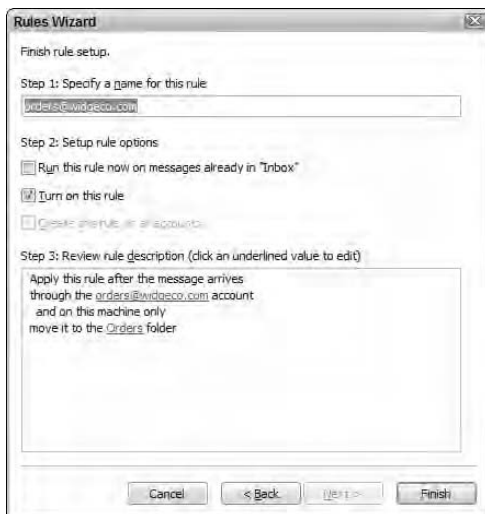 Rules Wizard
Finish rule setup.
Step 1: Specify a name for this rule
orders@widgeco.com
Step 2: Setup rule options
Run this rule now on messages already in "Inbox"
Turn on this rule
Create this rule on all accounts
Step 3: Review rule description (click an underlined value to edit)
Apply this rule after the message arrives
through the orders@widgeco.com account
and on this machine only
move it to the Orders folder
Cancel
< Back
Next >
Finish